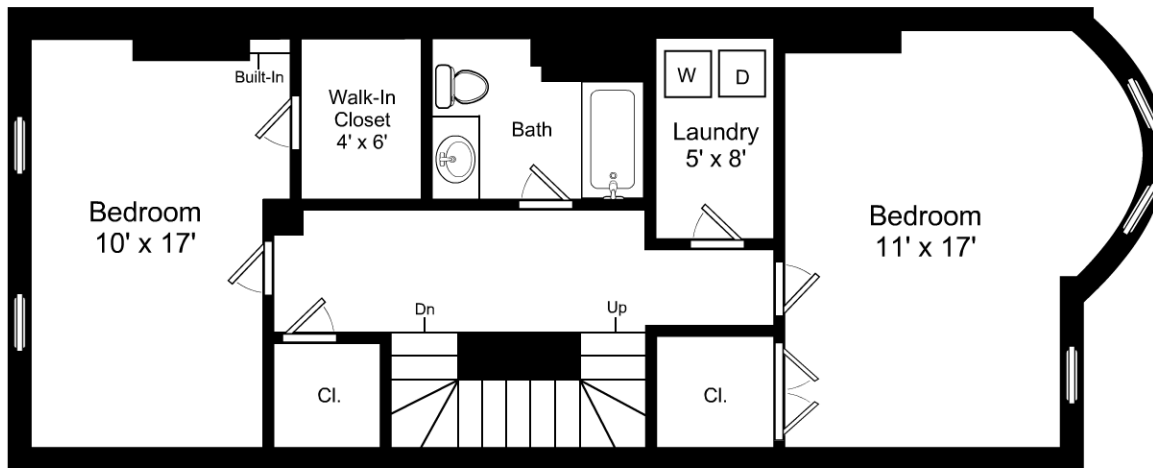 Built-In
Walk-In
Closet
4' x 6'
Bath
W
D
Laundry
5' x 8'
Bedroom
10' x 17'
Bedroom
11' x 17'
Dn
Up
Cl.
Cl.